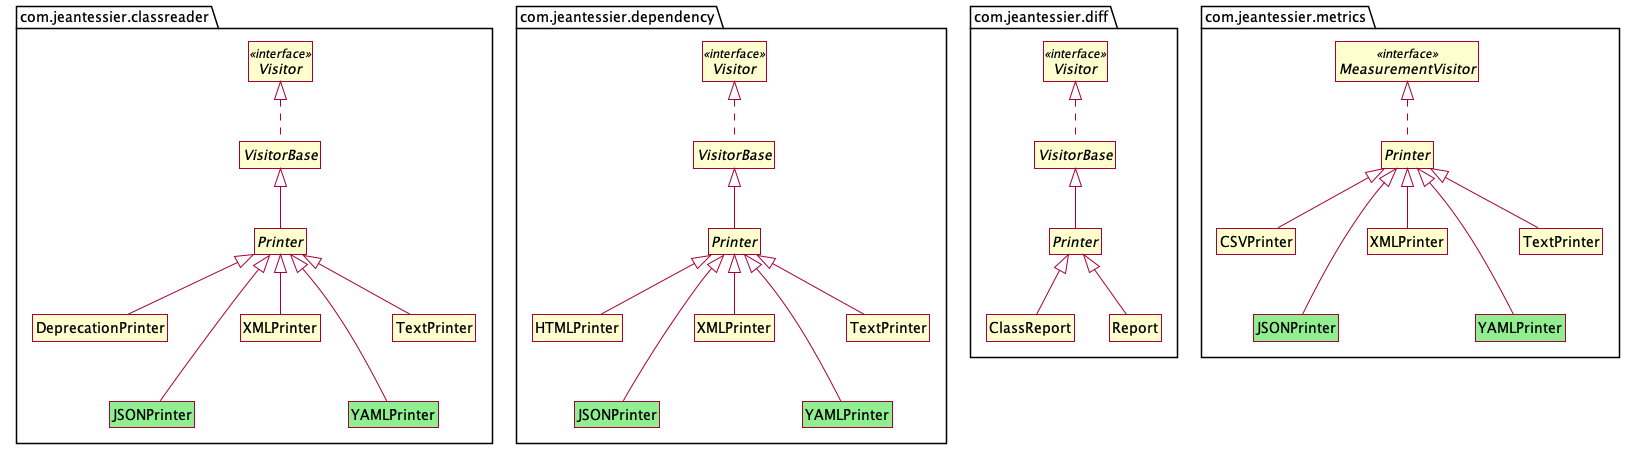 com.jeantessier.classreader
«interface»
Visitor
VisitorBase
Printer
DeprecationPrinter
XMLPrinter
TextPrinter
JSONPrinter
YAMLPrinter
com.jeantessier.dependency
«interface»
Visitor
VisitorBase
Printer
HTMLPrinter
XMLPrinter
TextPrinter
JSONPrinter
YAMLPrinter
com.jeantessier.diff
«interface»
Visitor
VisitorBase
Printer
ClassReport
Report
com.jeantessier.metrics
«interface»
MeasurementVisitor
Printer
CSVPrinter
XMLPrinter
TextPrinter
JSONPrinter
YAMLPrinter